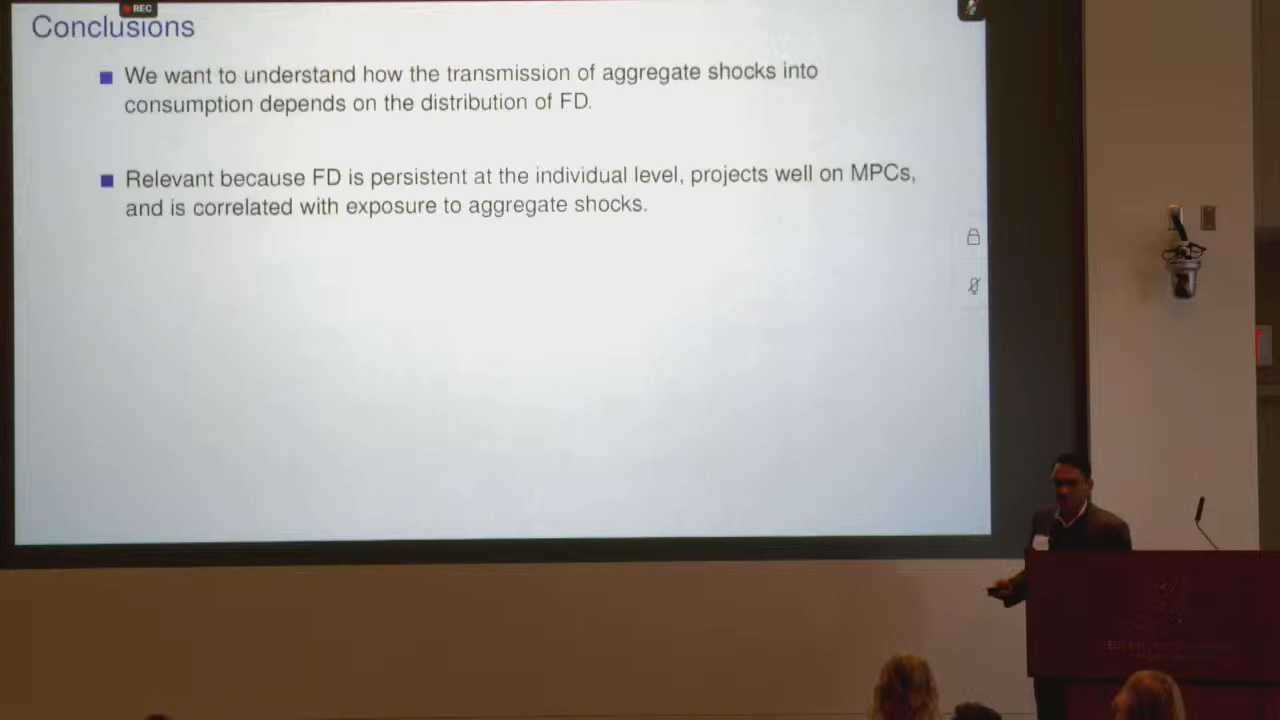 REC
Conclusions
We want to understand how the transmission of aggregate shocks into
consumption depends on the distribution of FD.
Relevant because FD is persistent at the individual level, projects well on MPCs,
and is correlated with exposure to aggregate shocks.